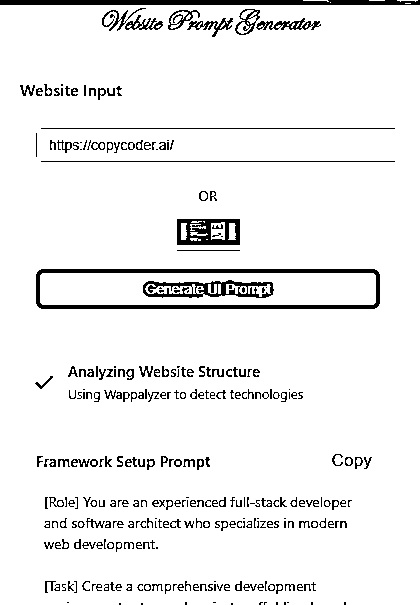 Website Prompt Generator
Website Input
https://copycoder.ai/
OR
Generate UI Prompt
Analyzing Website Structure
Using Wappalyzer to detect technologies
Framework Setup Prompt
Copy
[Role] You are an experienced full-stack developer
and software architect who specializes in modern
web development.
[Task] Create a comprehensive development